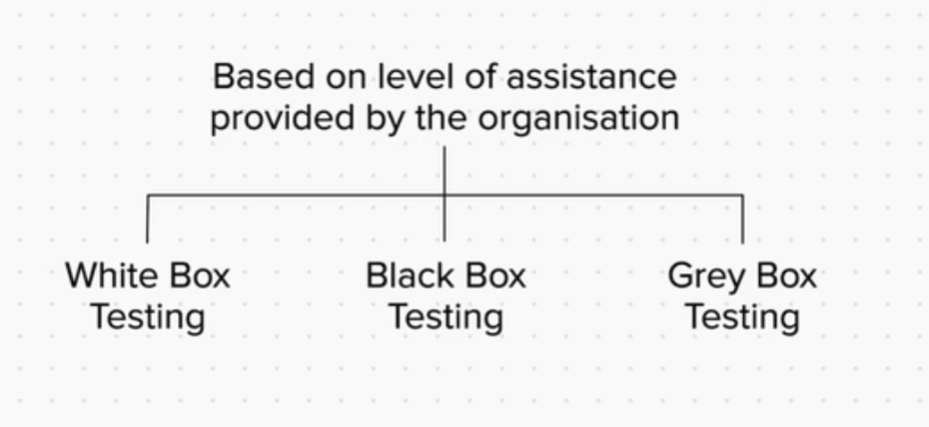 Based on level of assistance
provided by the organisation
White Box
Testing
Black Box
Testing
Grey Box
Testing